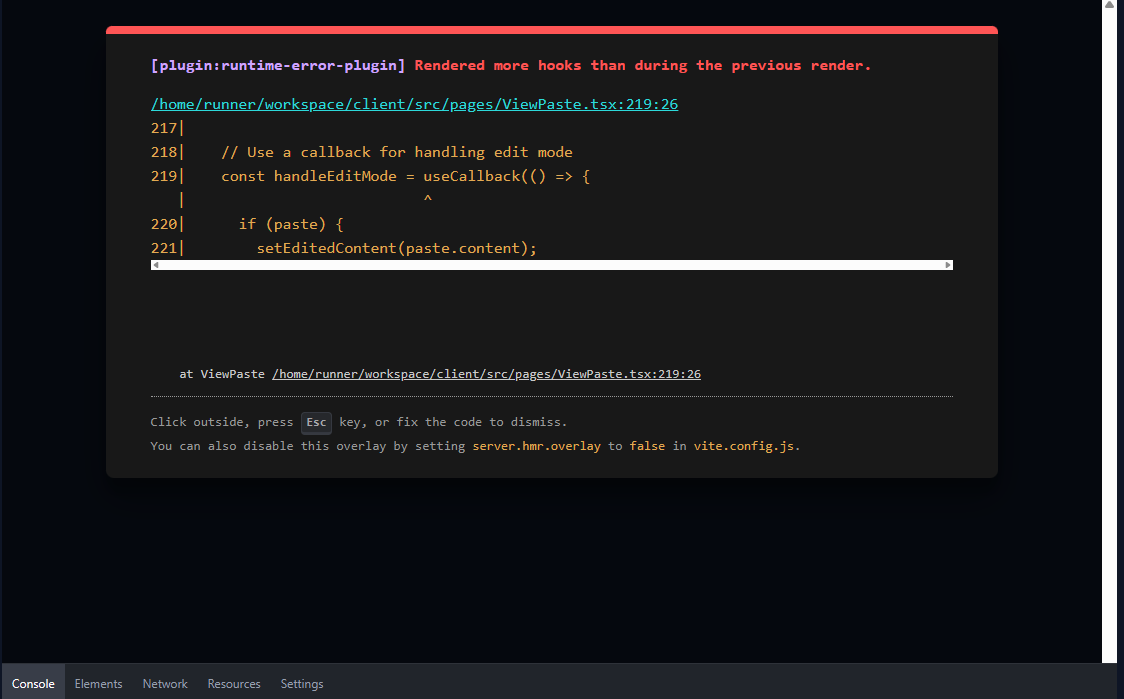 [plugin:runtime-error-plugin] Rendered more hooks than during the previous render.
/home/runner/workspace/client/src/pages/ViewPaste.tsx:219:26
217|
218|    // Use a callback for handling edit mode
219|    const handleEditMode = useCallback(() => {
   |                           ^
220|      if (paste) {
221|        setEditedContent(paste.content);
at ViewPaste /home/runner/workspace/client/src/pages/ViewPaste.tsx:219:26
Click outside, press Esc key, or fix the code to dismiss.
You can also disable this overlay by setting server.hmr.overlay to false in vite.config.js.
Console Elements Network Resources Settings